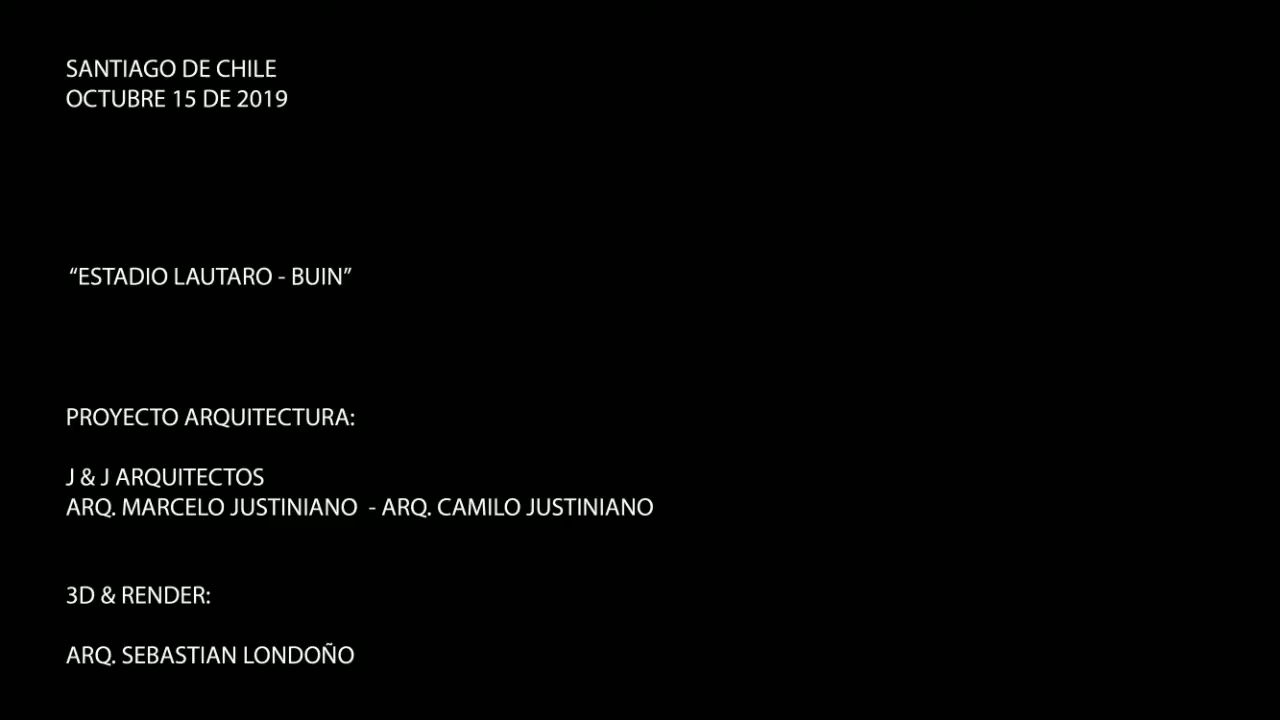 SANTIAGO DE CHILE
OCTUBRE 15 DE 2019
“ESTADIO LAUTARO - BUIN”
PROYECTO ARQUITECTURA:
J & J ARQUITECTOS
ARQ. MARCELO JUSTINIANO - ARQ. CAMILO JUSTINIANO
3D & RENDER:
ARQ. SEBASTIAN LONDOÑO